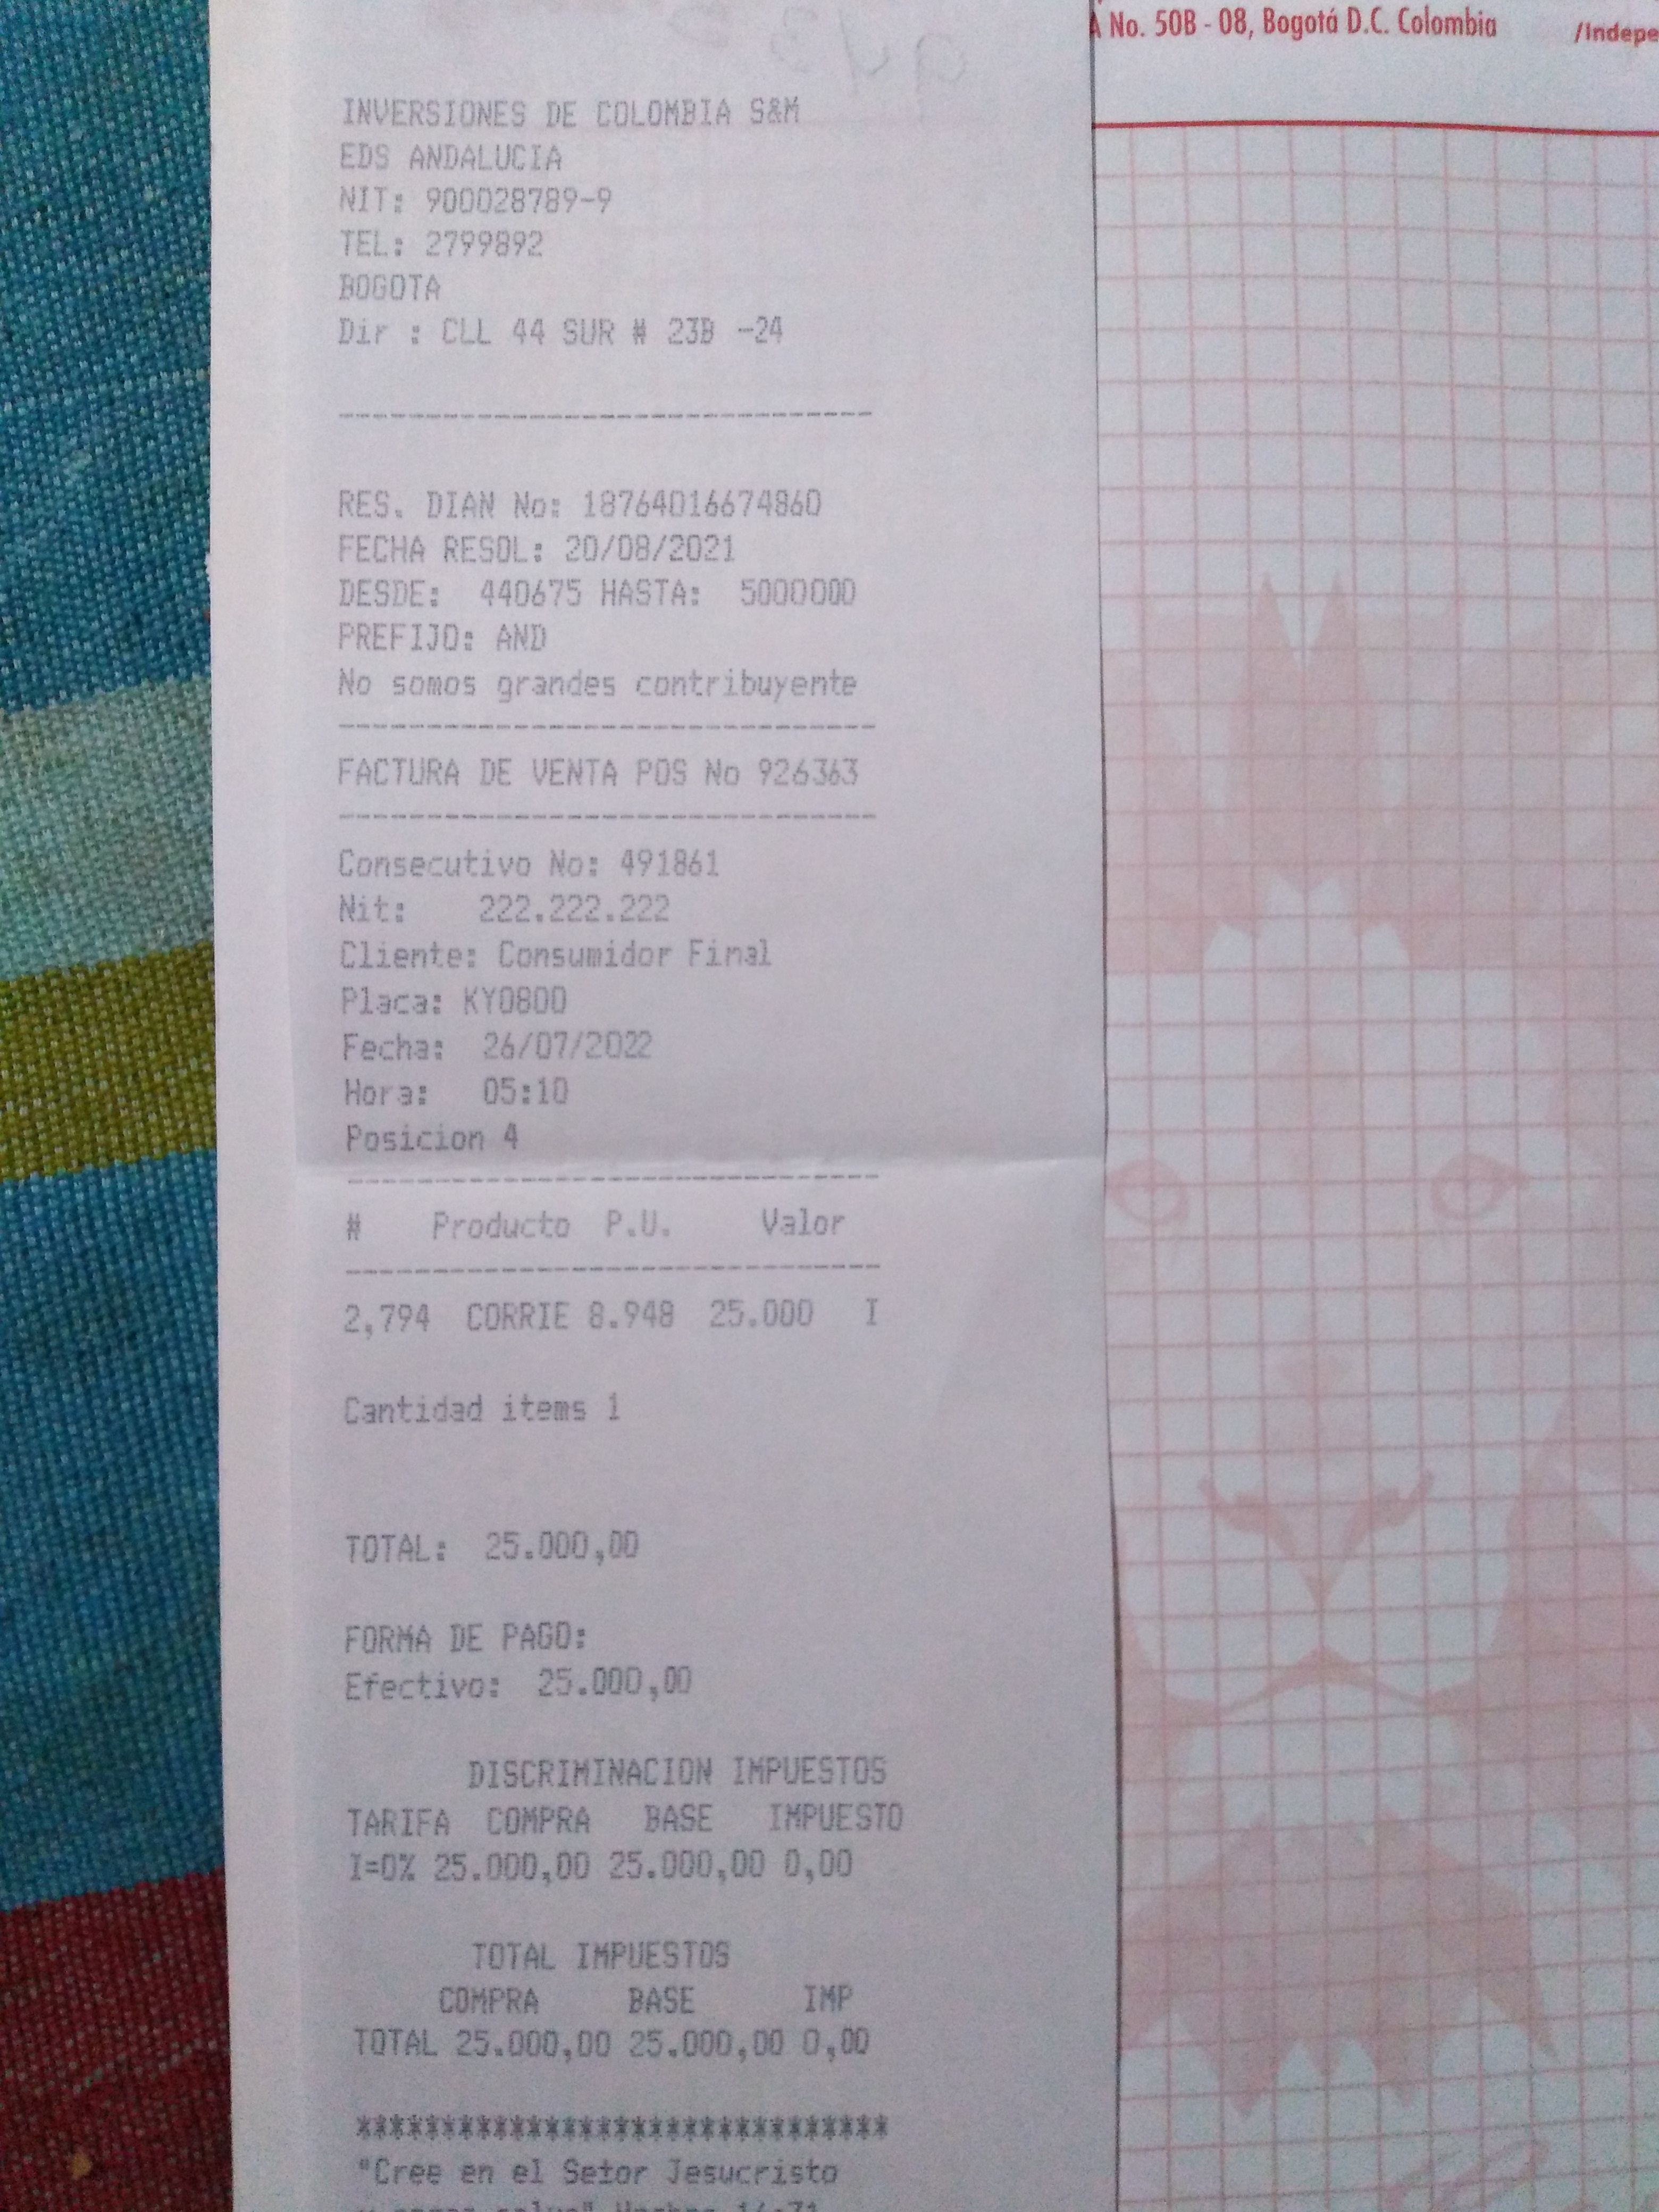 No. 50B - 08, Bogotá D.C. Colombia
/Indepe
INVERSIONES DE COLOMBIA S&M
EDS ANDALUCIA
NIT: 900028789-9
TEL: 2799892
BOGOTA
Dir : CLL 44 SUR # 23B -24
RES. DIAN No: 18764016674860
FECHA RESOL: 20/08/2021
DESDE: 440675 HASTA: 5000000
PREFIJO: AND
No somos grandes contribuyente
FACTURA DE VENTA POS No 926363
Consecutivo No: 491861
Nit: 222.222.222
Cliente: Consumidor Final
Placa: KYO80D
Fecha: 26/07/2022
Hora: 05:10
Posicion 4
# Producto P.U. Valor
2,794 CORRIE 8.948 25.000 I
Cantidad items 1
TOTAL: 25.000,00
FORMA DE PAGO:
Efectivo: 25.000,00
DISCRIMINACION IMPUESTOS
TARIFA COMPRA BASE IMPUESTO
I=0% 25.000,00 25.000,00 0,00
TOTAL IMPUESTOS
COMPRA BASE IMP
TOTAL 25.000,00 25.000,00 0,00
*******************************
"Cree en el Se±or Jesucristo